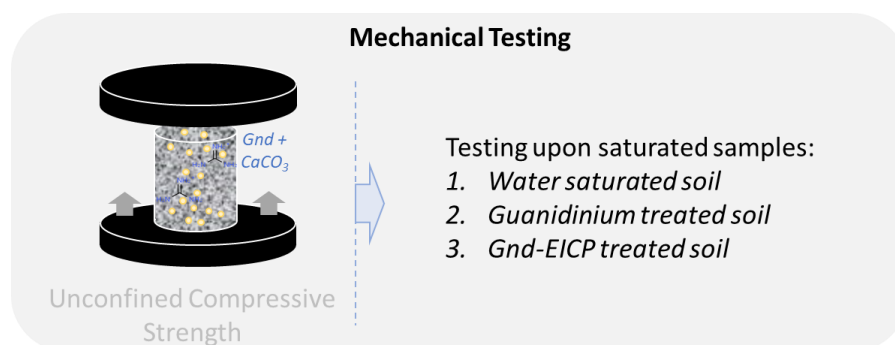 Mechanical Testing
Gnd +
CaCO₃
Testing upon saturated samples:
1. Water saturated soil
2. Guanidinium treated soil
3. Gnd-EICP treated soil
Unconfined Compressive
Strength